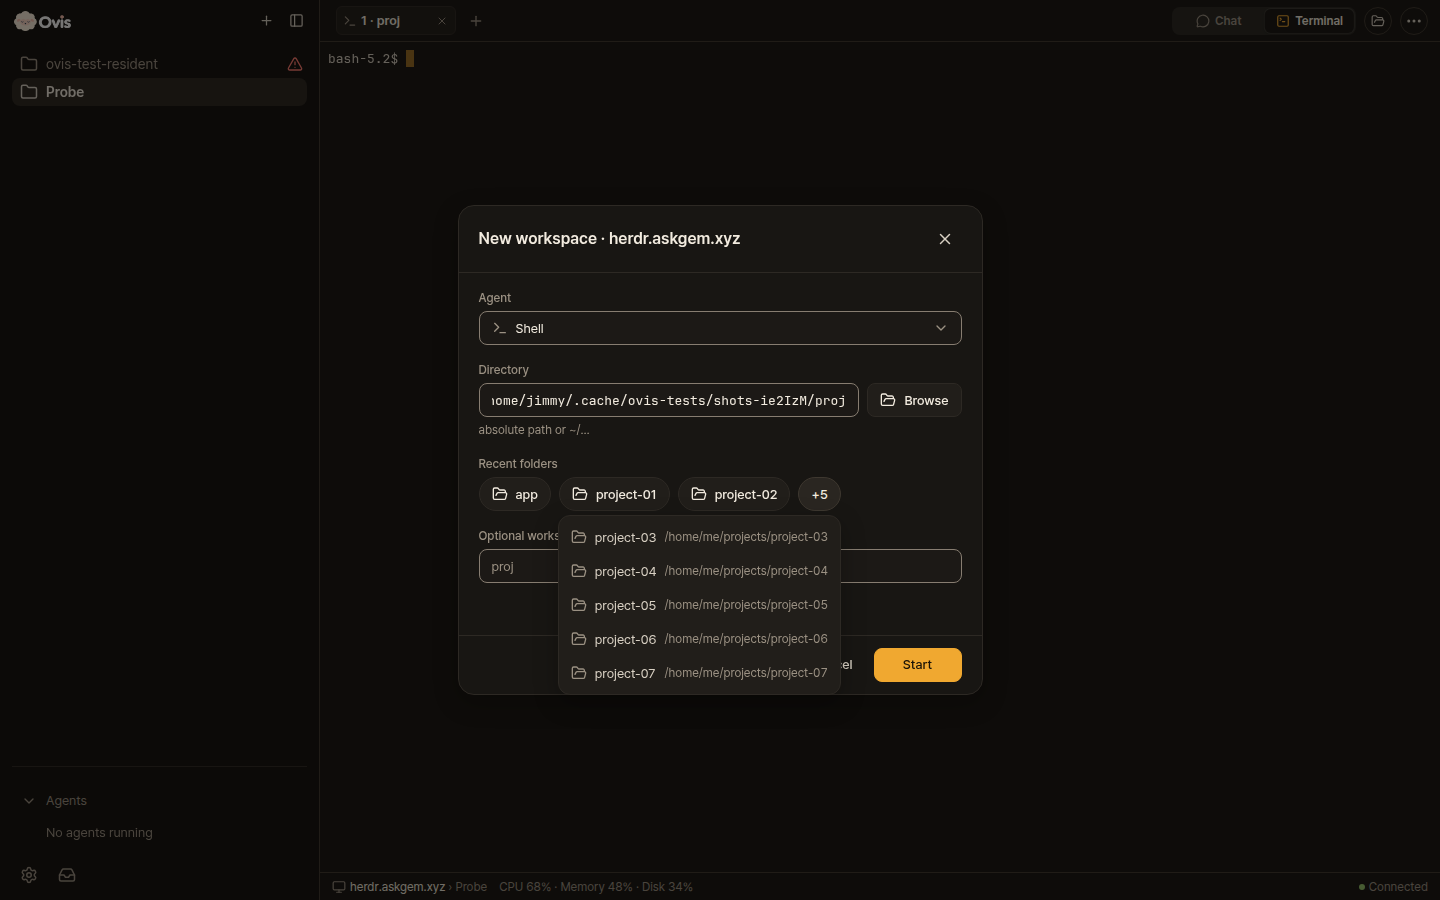 Ovis
1 · proj
Chat
Terminal
ovis-test-resident
Probe
bash-5.2$
New workspace · herdr.askgem.xyz
Agent
Shell
Directory
ome/jimmy/.cache/ovis-tests/shots-ie2IzM/proj
Browse
absolute path or ~/...
Recent folders
app
project-01
project-02
+5
Optional works
proj
project-03 /home/me/projects/project-03
project-04 /home/me/projects/project-04
project-05 /home/me/projects/project-05
project-06 /home/me/projects/project-06
project-07 /home/me/projects/project-07
el
Start
Agents
No agents running
herdr.askgem.xyz › Probe CPU 68% · Memory 48% · Disk 34%
Connected